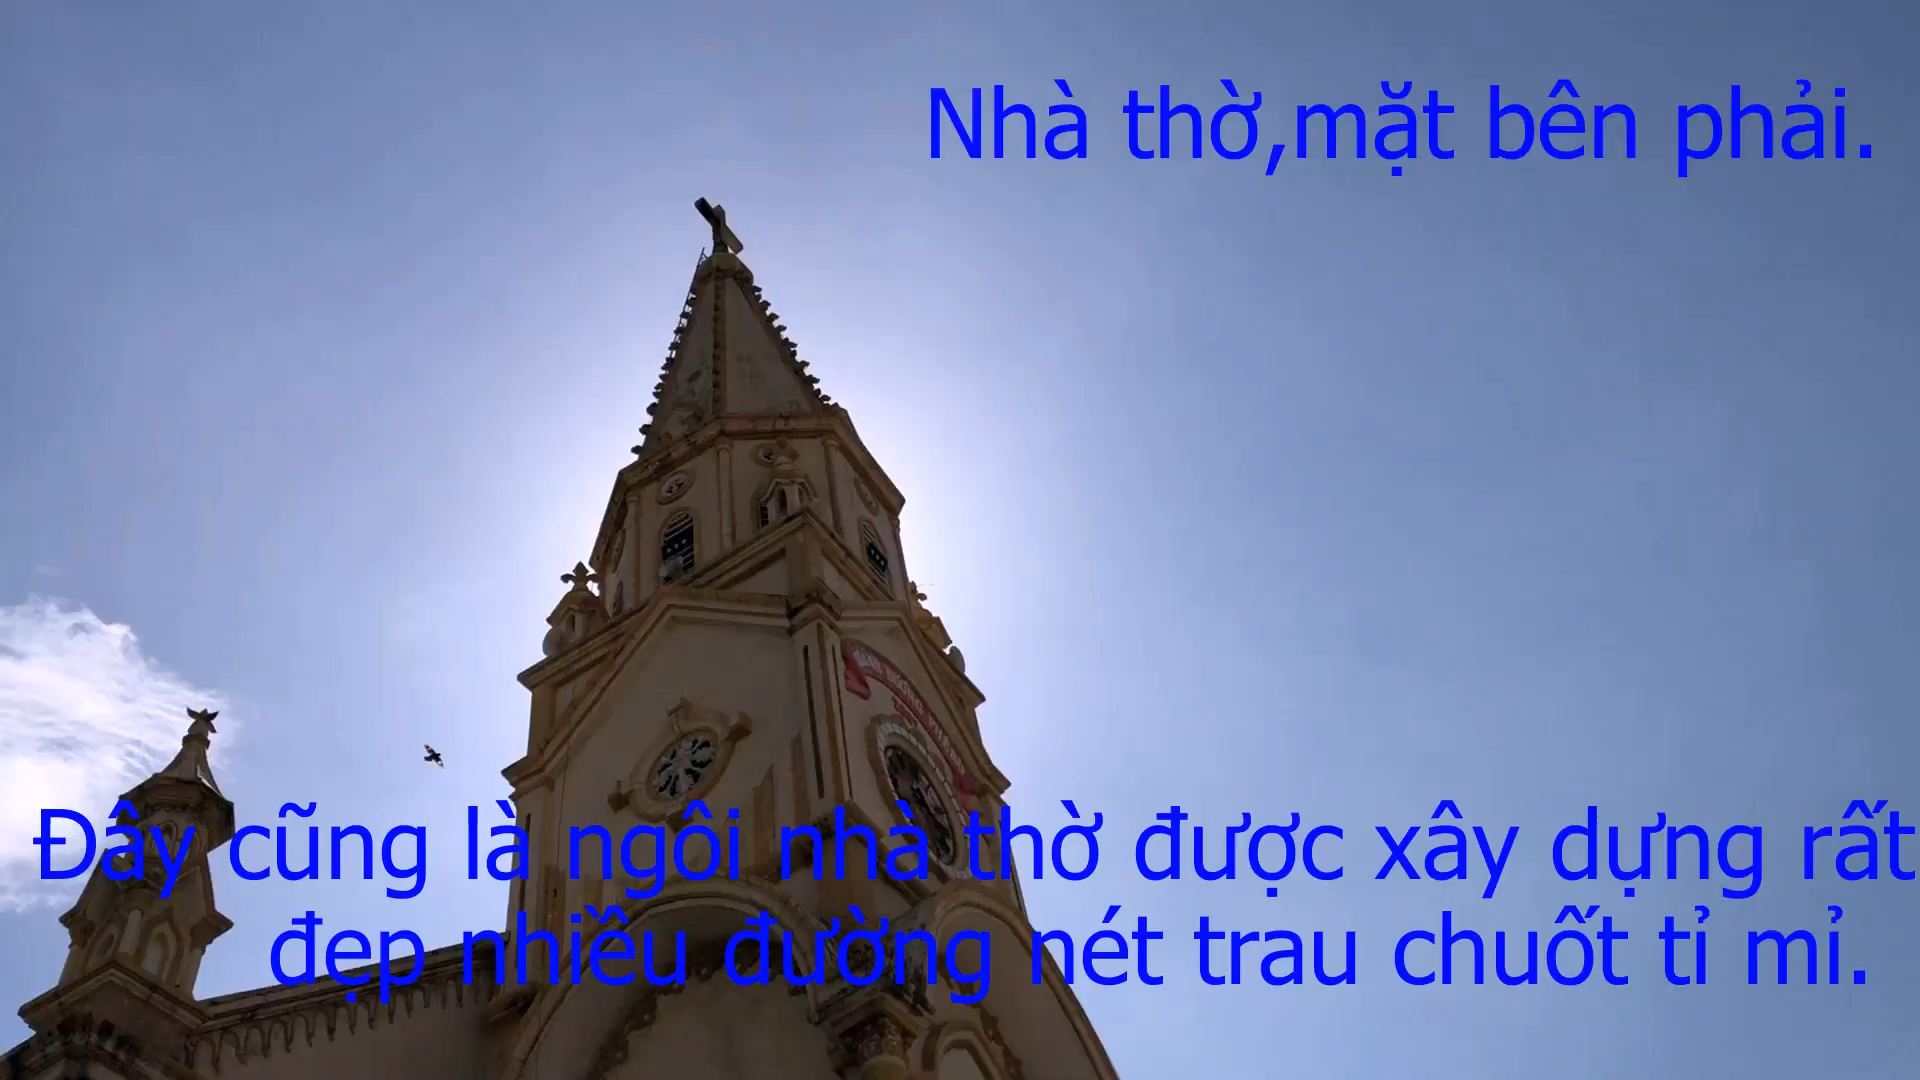 Nhà thờ,mặt bên phải.
Đây cũng là ngôi nhà thờ được xây dựng rất
đẹp nhiều đường nét trau chuốt tỉ mỉ.